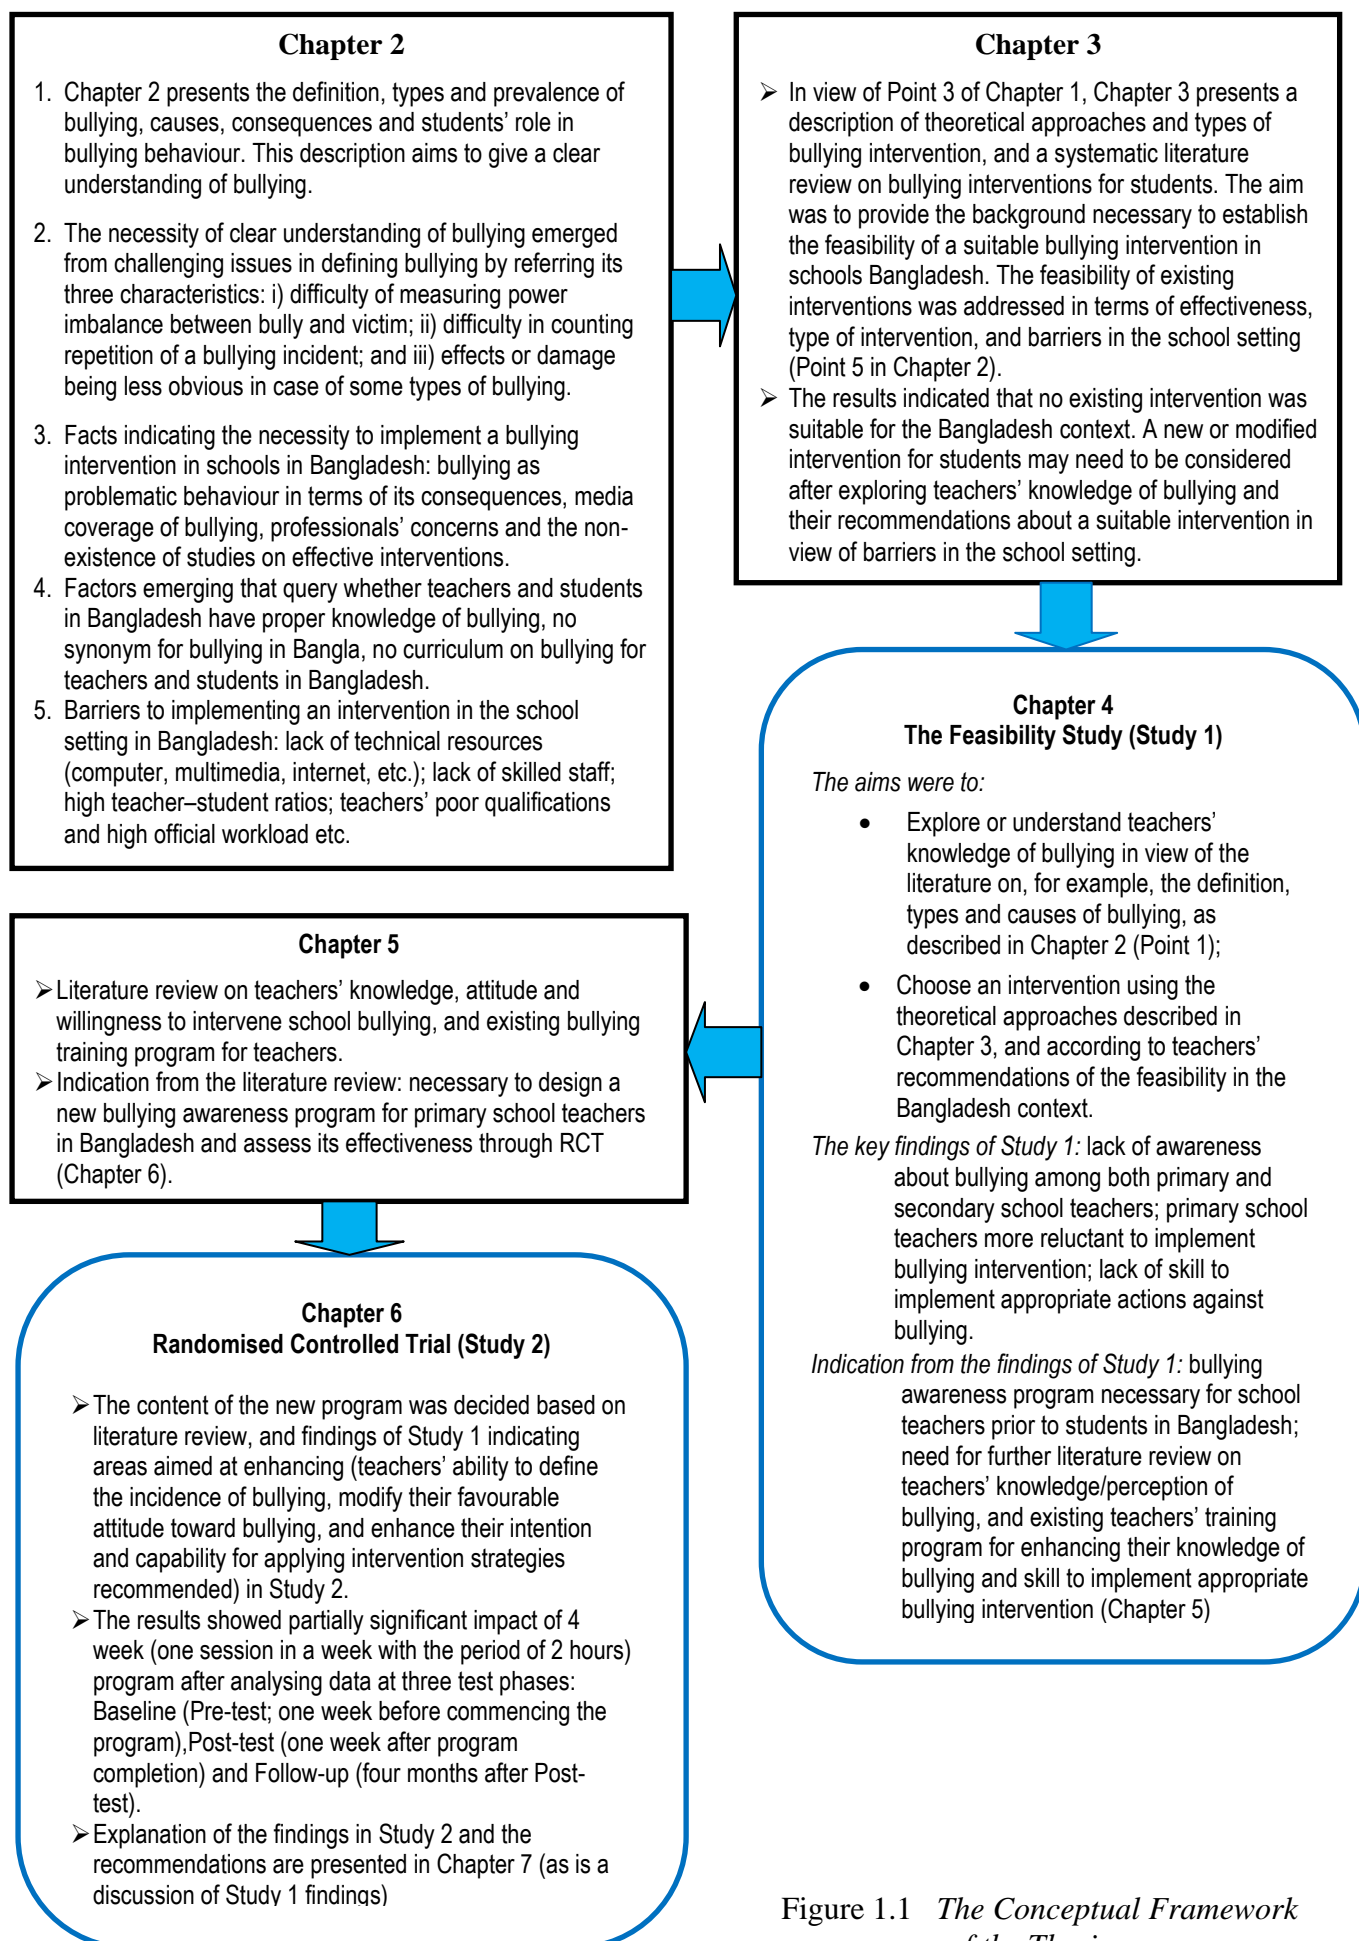 Chapter 2
1. Chapter 2 presents the definition, types and prevalence of
bullying, causes, consequences and students’ role in
bullying behaviour. This description aims to give a clear
understanding of bullying.
2. The necessity of clear understanding of bullying emerged
from challenging issues in defining bullying by referring its
three characteristics: i) difficulty of measuring power
imbalance between bully and victim; ii) difficulty in counting
repetition of a bullying incident; and iii) effects or damage
being less obvious in case of some types of bullying.
3. Facts indicating the necessity to implement a bullying
intervention in schools in Bangladesh: bullying as
problematic behaviour in terms of its consequences, media
coverage of bullying, professionals’ concerns and the non-
existence of studies on effective interventions.
4. Factors emerging that query whether teachers and students
in Bangladesh have proper knowledge of bullying, no
synonym for bullying in Bangla, no curriculum on bullying for
teachers and students in Bangladesh.
5. Barriers to implementing an intervention in the school
setting in Bangladesh: lack of technical resources
(computer, multimedia, internet, etc.); lack of skilled staff;
high teacher–student ratios; teachers’ poor qualifications
and high official workload etc.
Chapter 3
➢ In view of Point 3 of Chapter 1, Chapter 3 presents a
description of theoretical approaches and types of
bullying intervention, and a systematic literature
review on bullying interventions for students. The aim
was to provide the background necessary to establish
the feasibility of a suitable bullying intervention in
schools Bangladesh. The feasibility of existing
interventions was addressed in terms of effectiveness,
type of intervention, and barriers in the school setting
(Point 5 in Chapter 2).
➢ The results indicated that no existing intervention was
suitable for the Bangladesh context. A new or modified
intervention for students may need to be considered
after exploring teachers’ knowledge of bullying and
their recommendations about a suitable intervention in
view of barriers in the school setting.
Chapter 4
The Feasibility Study (Study 1)
The aims were to:
• Explore or understand teachers’
knowledge of bullying in view of the
literature on, for example, the definition,
types and causes of bullying, as
described in Chapter 2 (Point 1);
• Choose an intervention using the
theoretical approaches described in
Chapter 3, and according to teachers’
recommendations of the feasibility in the
Bangladesh context.
The key findings of Study 1: lack of awareness
about bullying among both primary and
secondary school teachers; primary school
teachers more reluctant to implement
bullying intervention; lack of skill to
implement appropriate actions against
bullying.
Indication from the findings of Study 1: bullying
awareness program necessary for school
teachers prior to students in Bangladesh;
need for further literature review on
teachers’ knowledge/perception of
bullying, and existing teachers’ training
program for enhancing their knowledge of
bullying and skill to implement appropriate
bullying intervention (Chapter 5)
Chapter 5
➢ Literature review on teachers’ knowledge, attitude and
willingness to intervene school bullying, and existing bullying
training program for teachers.
➢ Indication from the literature review: necessary to design a
new bullying awareness program for primary school teachers
in Bangladesh and assess its effectiveness through RCT
(Chapter 6).
Chapter 6
Randomised Controlled Trial (Study 2)
➢ The content of the new program was decided based on
literature review, and findings of Study 1 indicating
areas aimed at enhancing (teachers’ ability to define
the incidence of bullying, modify their favourable
attitude toward bullying, and enhance their intention
and capability for applying intervention strategies
recommended) in Study 2.
➢ The results showed partially significant impact of 4
week (one session in a week with the period of 2 hours)
program after analysing data at three test phases:
Baseline (Pre-test; one week before commencing the
program),Post-test (one week after program
completion) and Follow-up (four months after Post-
test).
➢ Explanation of the findings in Study 2 and the
recommendations are presented in Chapter 7 (as is a
discussion of Study 1 findings)
Figure 1.1 The Conceptual Framework
of the Thesis